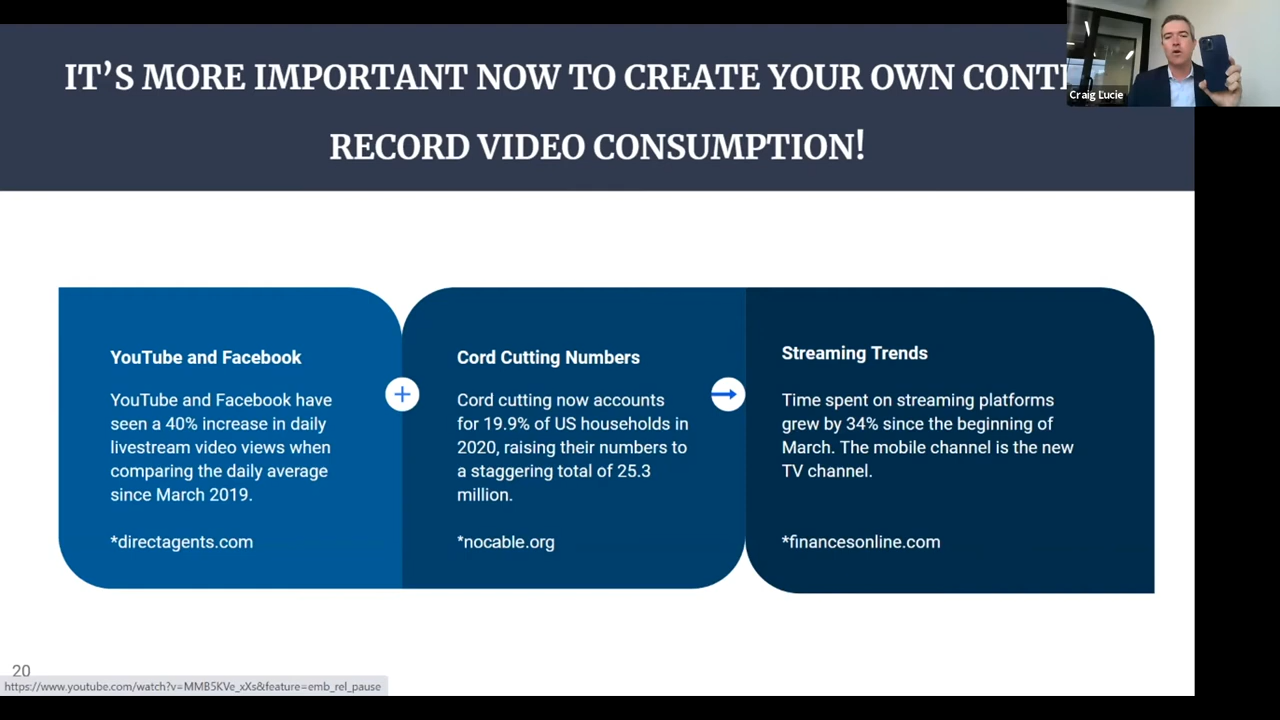 IT'S MORE IMPORTANT NOW TO CREATE YOUR OWN
RECORD VIDEO CONSUMPTION!
Craig Lucie
YouTube and Facebook
YouTube and Facebook have
seen a 40% increase in daily
livestream video views when
comparing the daily average
since March 2019.
*directagents.com
Cord Cutting Numbers
Cord cutting now accounts
for 19.9% of US households in
2020, raising their numbers to
a staggering total of 25.3
million.
*nocable.org
Streaming Trends
Time spent on streaming platforms
grew by 34% since the beginning of
March. The mobile channel is the new
TV channel.
*financesonline.com
20
https://www.youtube.com/watch?v=MMB5KVe_xXs&feature=emb_rel_pause